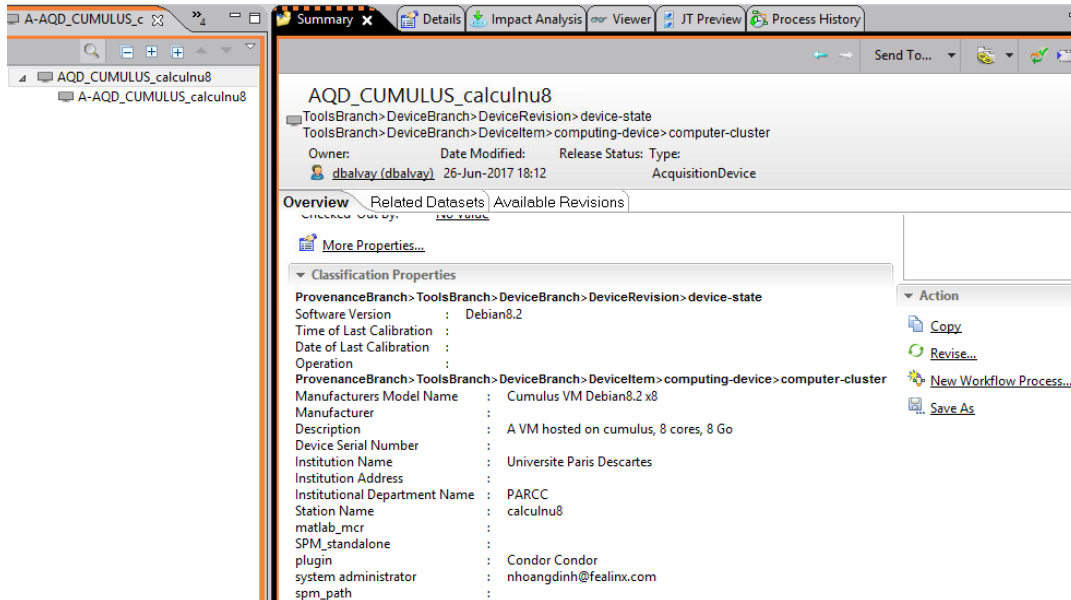 A-AQD_CUMULUS_c
»4
Summary
Details
Impact Analysis
Viewer
JT Preview
Process History
Send To...
AQD_CUMULUS_calculnu8
A-AQD_CUMULUS_calculnu8
AQD_CUMULUS_calculnu8
ToolsBranch>DeviceBranch>DeviceRevision>device-state
ToolsBranch>DeviceBranch>DeviceItem>computing-device>computer-cluster
Owner: Date Modified: Release Status: Type:
dbalvay (dbalvay) 26-Jun-2017 18:12 AcquisitionDevice
Overview Related Datasets Available Revisions
Checked-Out By: No Value
More Properties...
Classification Properties
ProvenanceBranch>ToolsBranch>DeviceBranch>DeviceRevision>device-state
Software Version : Debian8.2
Time of Last Calibration :
Date of Last Calibration :
Operation :
ProvenanceBranch>ToolsBranch>DeviceBranch>DeviceItem>computing-device>computer-cluster
Manufacturers Model Name : Cumulus VM Debian8.2 x8
Manufacturer :
Description : A VM hosted on cumulus, 8 cores, 8 Go
Device Serial Number :
Institution Name : Universite Paris Descartes
Institution Address :
Institutional Department Name : PARCC
Station Name : calculnu8
matlab_mcr :
SPM_standalone :
plugin : Condor Condor
system administrator : nhoangdinh@fealinx.com
spm_path :
Action
Copy
Revise...
New Workflow Process...
Save As